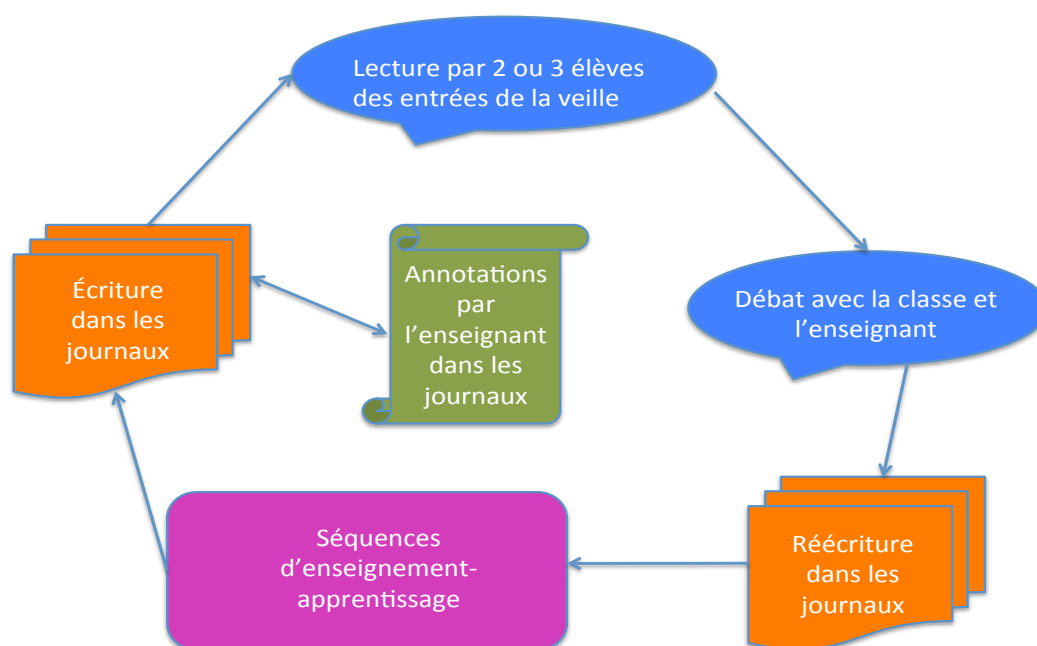 Lecture par 2 ou 3 élèves
des entrées de la veille
Écriture
dans les
journaux
Annotations
par
l’enseignant
dans les
journaux
Débat avec la classe et
l’enseignant
Séquences
d’enseignement-
apprentissage
Réécriture
dans les
journaux